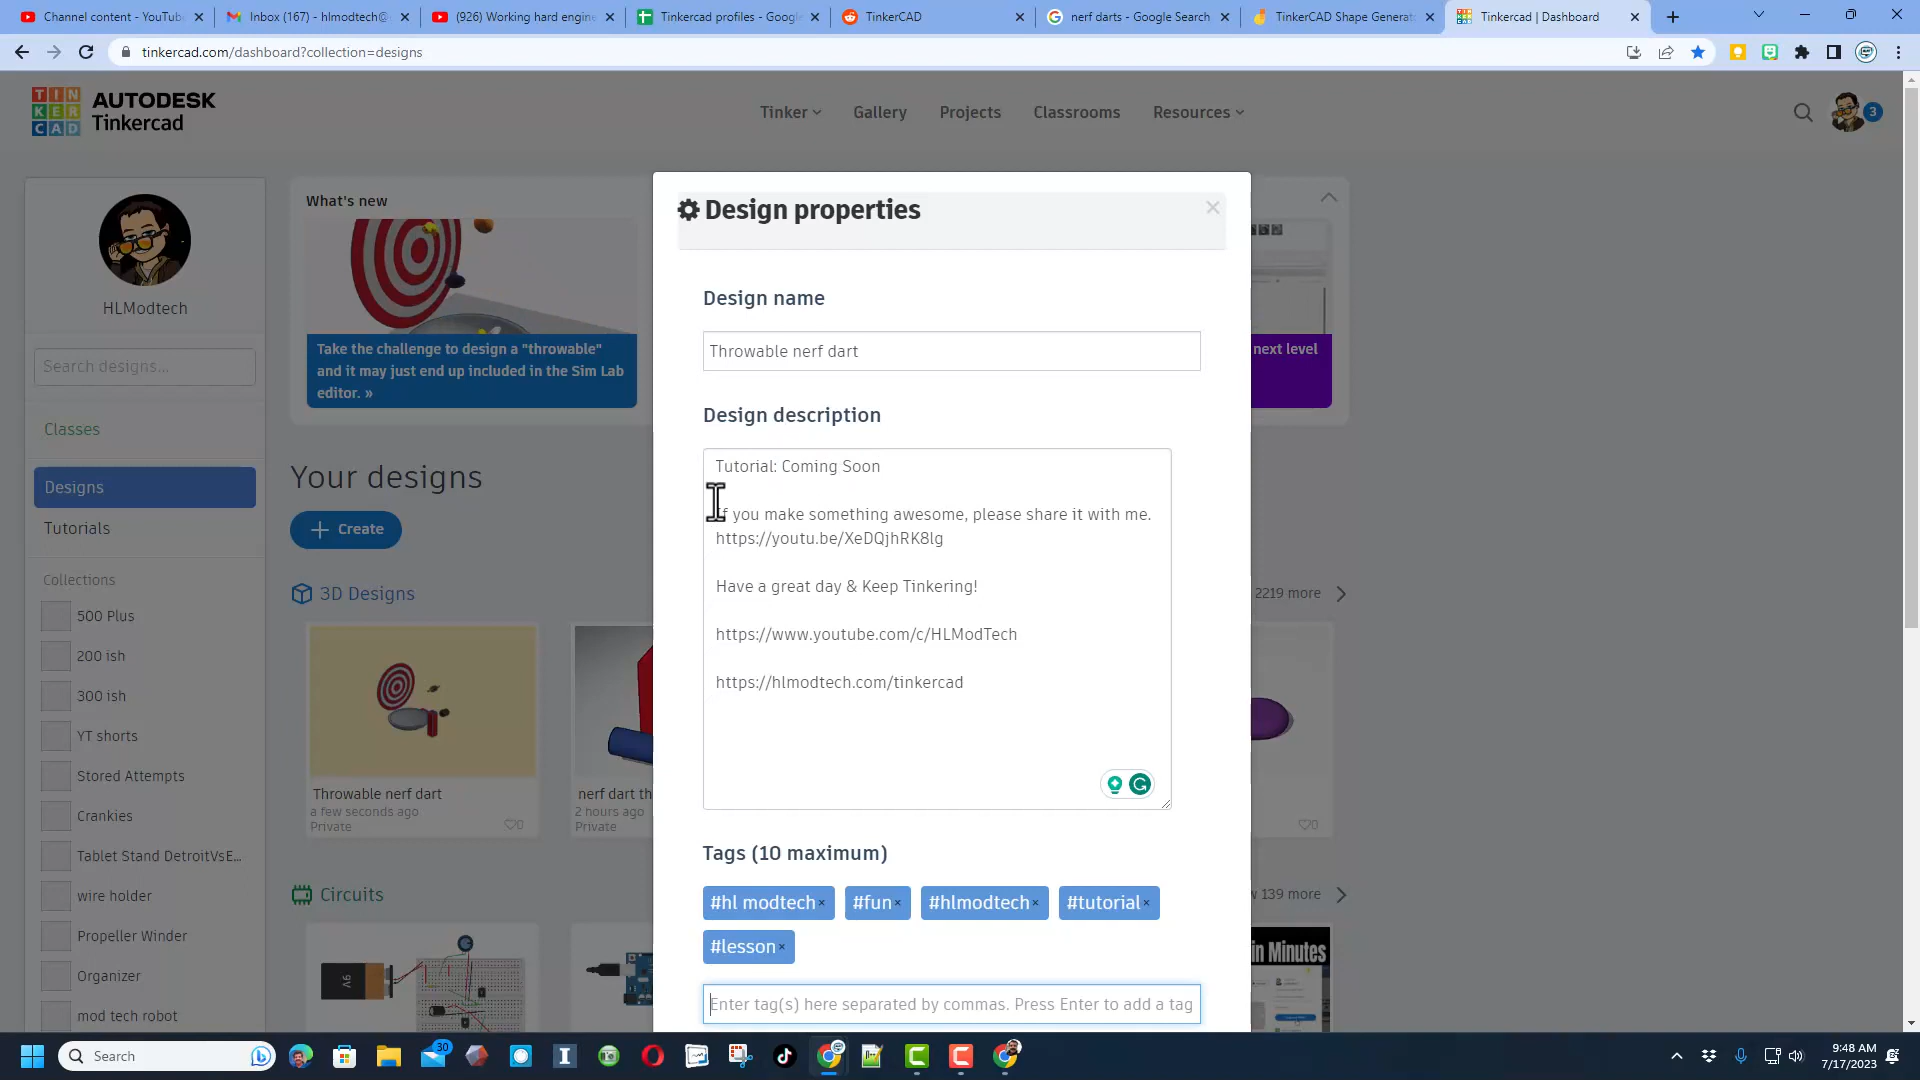 Channel content - YouTube
Inbox (167) - hlmodtech@
(926) Working hard engine
Tinkercad profiles - Google
TinkerCAD
nerf darts - Google Search
TinkerCAD Shape Generat
Tinkercad | Dashboard
tinkercad.com/dashboard?collection=designs
TIN
KER
CAD
AUTODESK
Tinkercad
Tinker
Gallery
Projects
Classrooms
Resources
3
HLModtech
Search designs...
Classes
Designs
Tutorials
Collections
500 Plus
200 ish
300 ish
YT shorts
Stored Attempts
Crankies
Tablet Stand DetroitVsE...
wire holder
Propeller Winder
Organizer
mod tech robot
What's new
Take the challenge to design a "throwable"
and it may just end up included in the Sim Lab
editor. »
next level
Your designs
Create
3D Designs
2219 more
Throwable nerf dart
a few seconds ago
Private
0
nerf dart th
2 hours ago
Private
0
Circuits
139 more
9V
in Minutes
Design properties
×
Design name
Throwable nerf dart
Design description
Tutorial: Coming Soon
If you make something awesome, please share it with me.
https://youtu.be/XeDQjhRK8lg
Have a great day & Keep Tinkering!
https://www.youtube.com/c/HLModTech
https://hlmodtech.com/tinkercad
Tags (10 maximum)
#hl modtech×
#fun×
#hlmodtech×
#tutorial×
#lesson×
Enter tag(s) here separated by commas. Press Enter to add a tag
Search
30
9:48 AM
7/17/2023